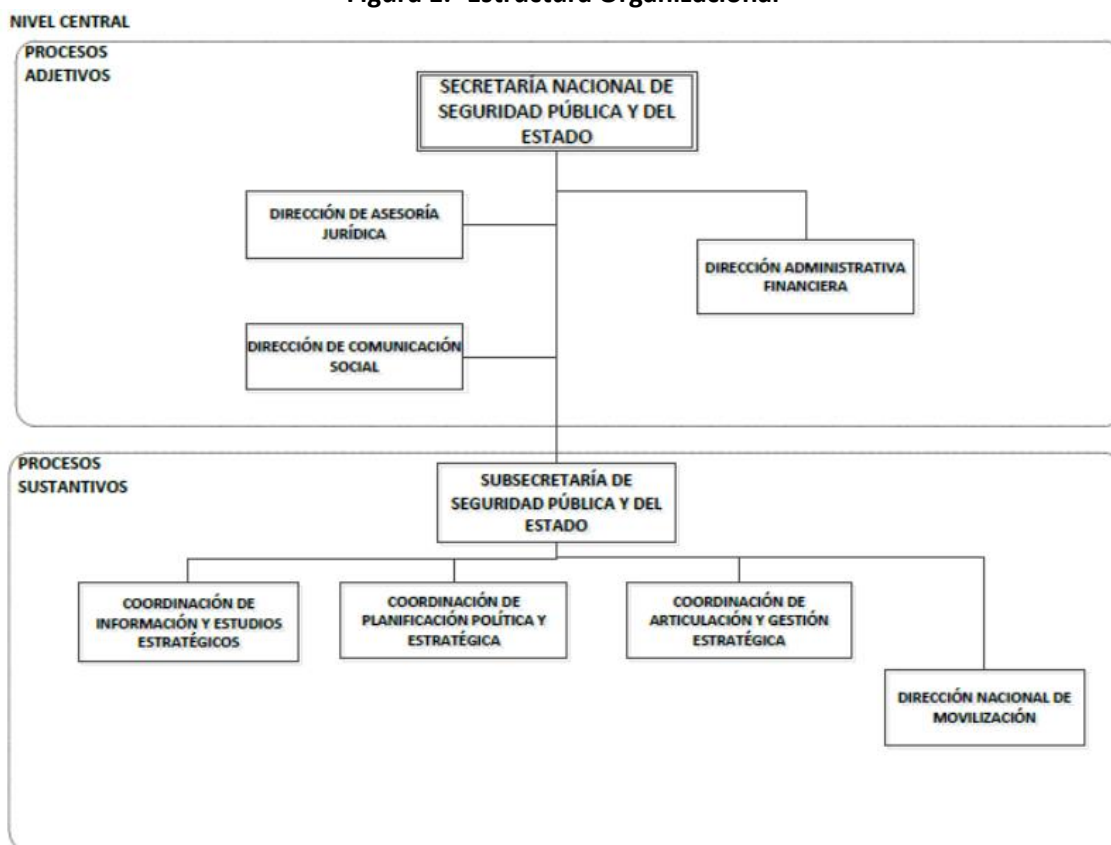 Figura 1.- Estructura Organizacional
NIVEL CENTRAL
PROCESOS
ADJETIVOS
SECRETARÍA NACIONAL DE
SEGURIDAD PÚBLICA Y DEL
ESTADO
DIRECCIÓN DE ASESORÍA
JURÍDICA
DIRECCIÓN ADMINISTRATIVA
FINANCIERA
DIRECCIÓN DE COMUNICACIÓN
SOCIAL
PROCESOS
SUSTANTIVOS
SUBSECRETARÍA DE
SEGURIDAD PÚBLICA Y DEL
ESTADO
COORDINACIÓN DE
INFORMACIÓN Y ESTUDIOS
ESTRATÉGICOS
COORDINACIÓN DE
PLANIFICACIÓN POLÍTICA Y
ESTRATÉGICA
COORDINACIÓN DE
ARTICULACIÓN Y GESTIÓN
ESTRATÉGICA
DIRECCIÓN NACIONAL DE
MOVILIZACIÓN